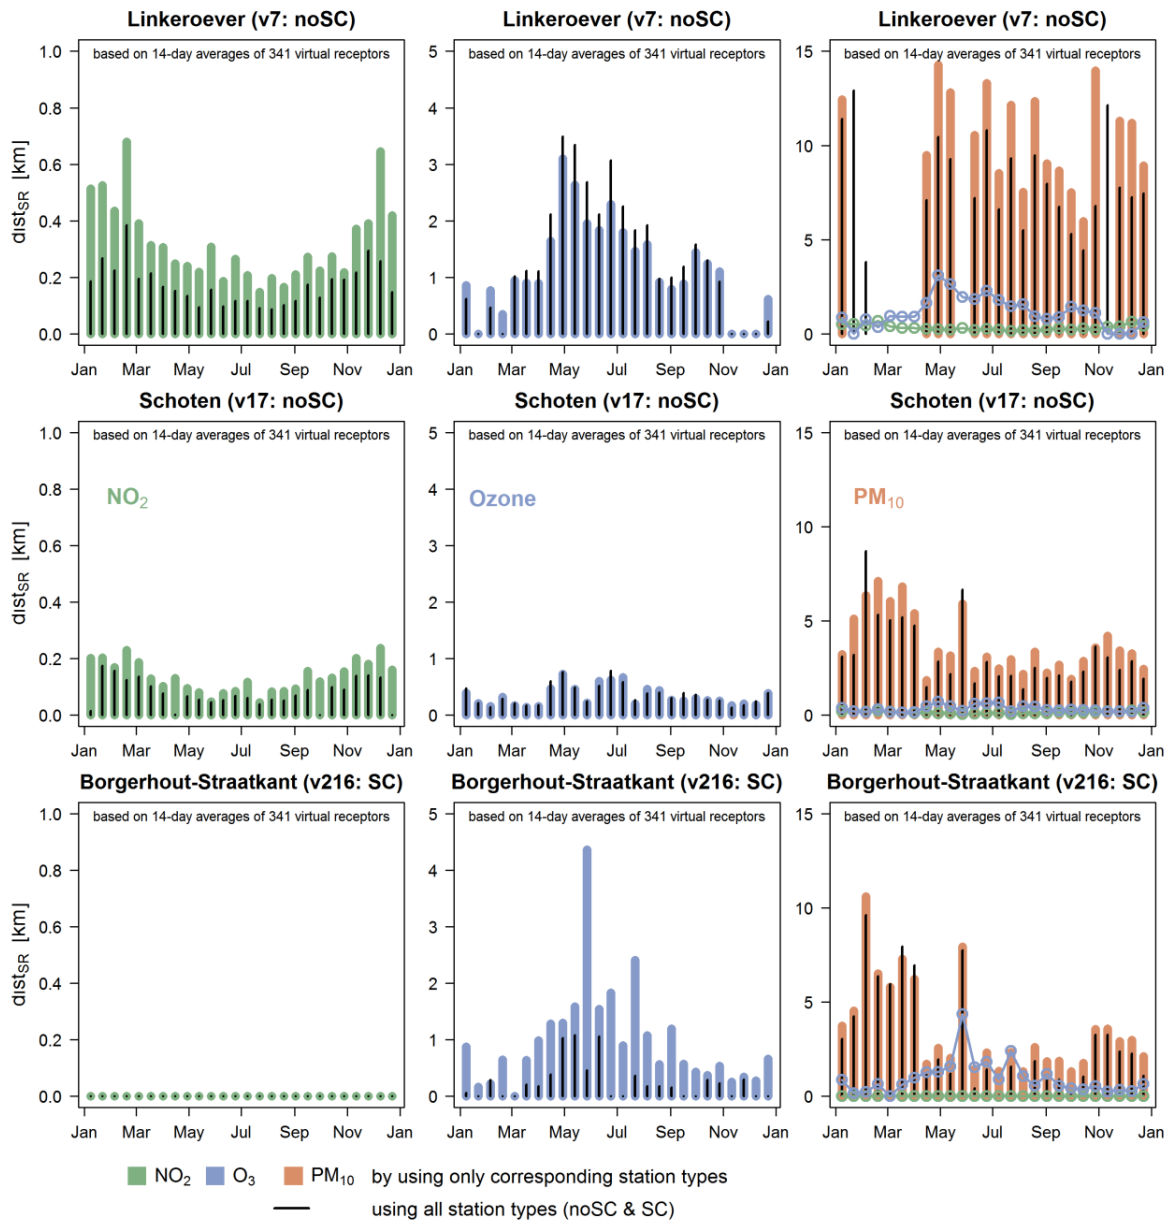 Linkeroever (v7: noSC)
Linkeroever (v7: noSC)
Linkeroever (v7: noSC)
based on 14-day averages of 341 virtual receptors
based on 14-day averages of 341 virtual receptors
based on 14-day averages of 341 virtual receptors
distSR [km]
1.0
0.8
0.6
0.4
0.2
0.0
Jan Mar May Jul Sep Nov Jan
5
4
3
2
1
0
Jan Mar May Jul Sep Nov Jan
15
10
5
0
Jan Mar May Jul Sep Nov Jan
Schoten (v17: noSC)
Schoten (v17: noSC)
Schoten (v17: noSC)
based on 14-day averages of 341 virtual receptors
based on 14-day averages of 341 virtual receptors
based on 14-day averages of 341 virtual receptors
NO2
Ozone
PM10
distSR [km]
1.0
0.8
0.6
0.4
0.2
0.0
Jan Mar May Jul Sep Nov Jan
5
4
3
2
1
0
Jan Mar May Jul Sep Nov Jan
15
10
5
0
Jan Mar May Jul Sep Nov Jan
Borgerhout-Straatkant (v216: SC)
Borgerhout-Straatkant (v216: SC)
Borgerhout-Straatkant (v216: SC)
based on 14-day averages of 341 virtual receptors
based on 14-day averages of 341 virtual receptors
based on 14-day averages of 341 virtual receptors
distSR [km]
1.0
0.8
0.6
0.4
0.2
0.0
Jan Mar May Jul Sep Nov Jan
5
4
3
2
1
0
Jan Mar May Jul Sep Nov Jan
15
10
5
0
Jan Mar May Jul Sep Nov Jan
NO2 O3 PM10 by using only corresponding station types
using all station types (noSC & SC)